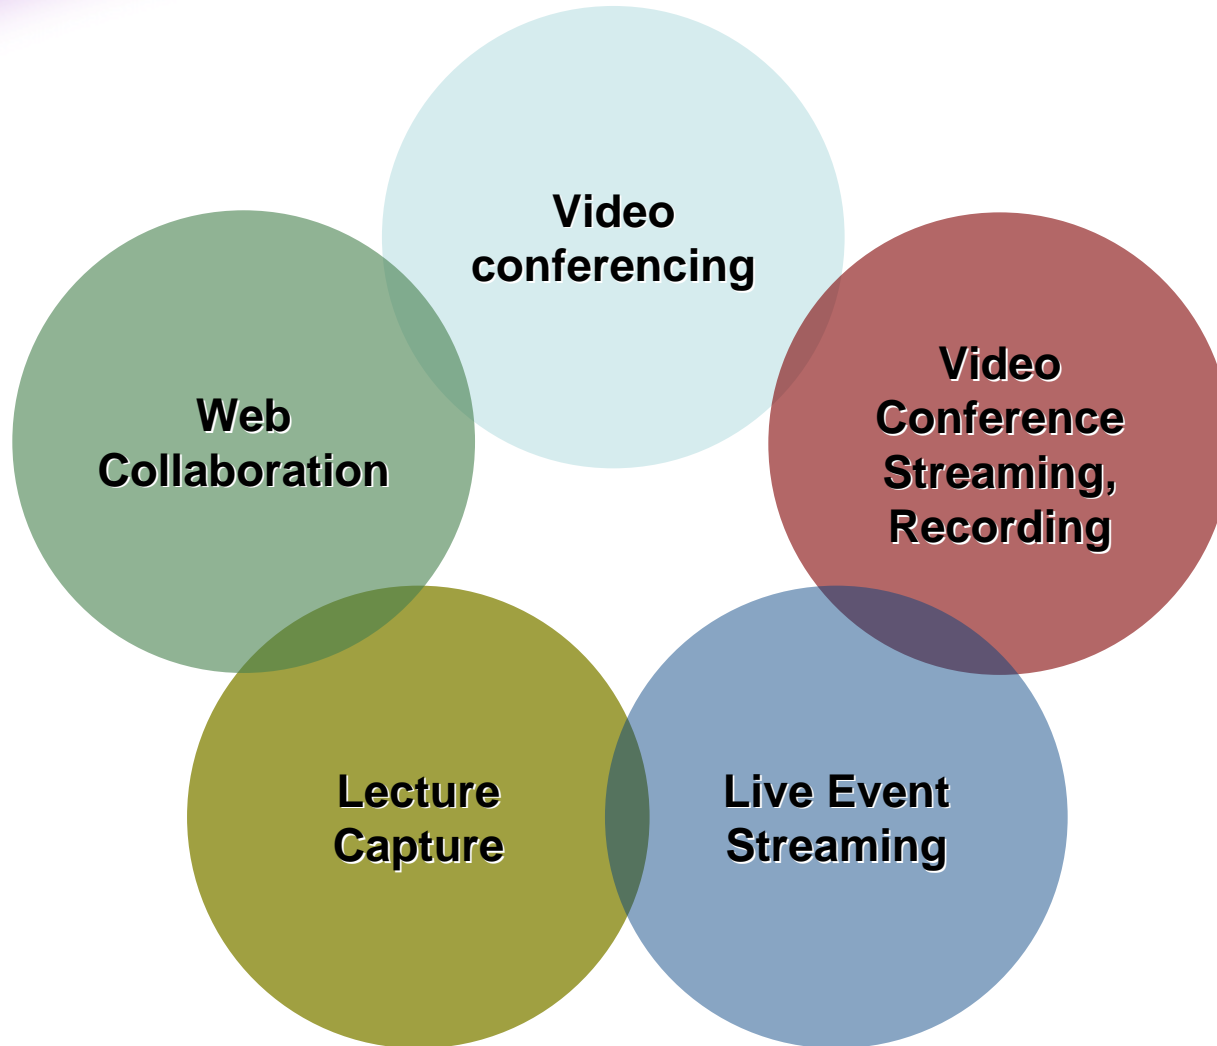 Video
conferencing
Web
Collaboration
Video
Conference
Streaming,
Recording
Lecture
Capture
Live Event
Streaming